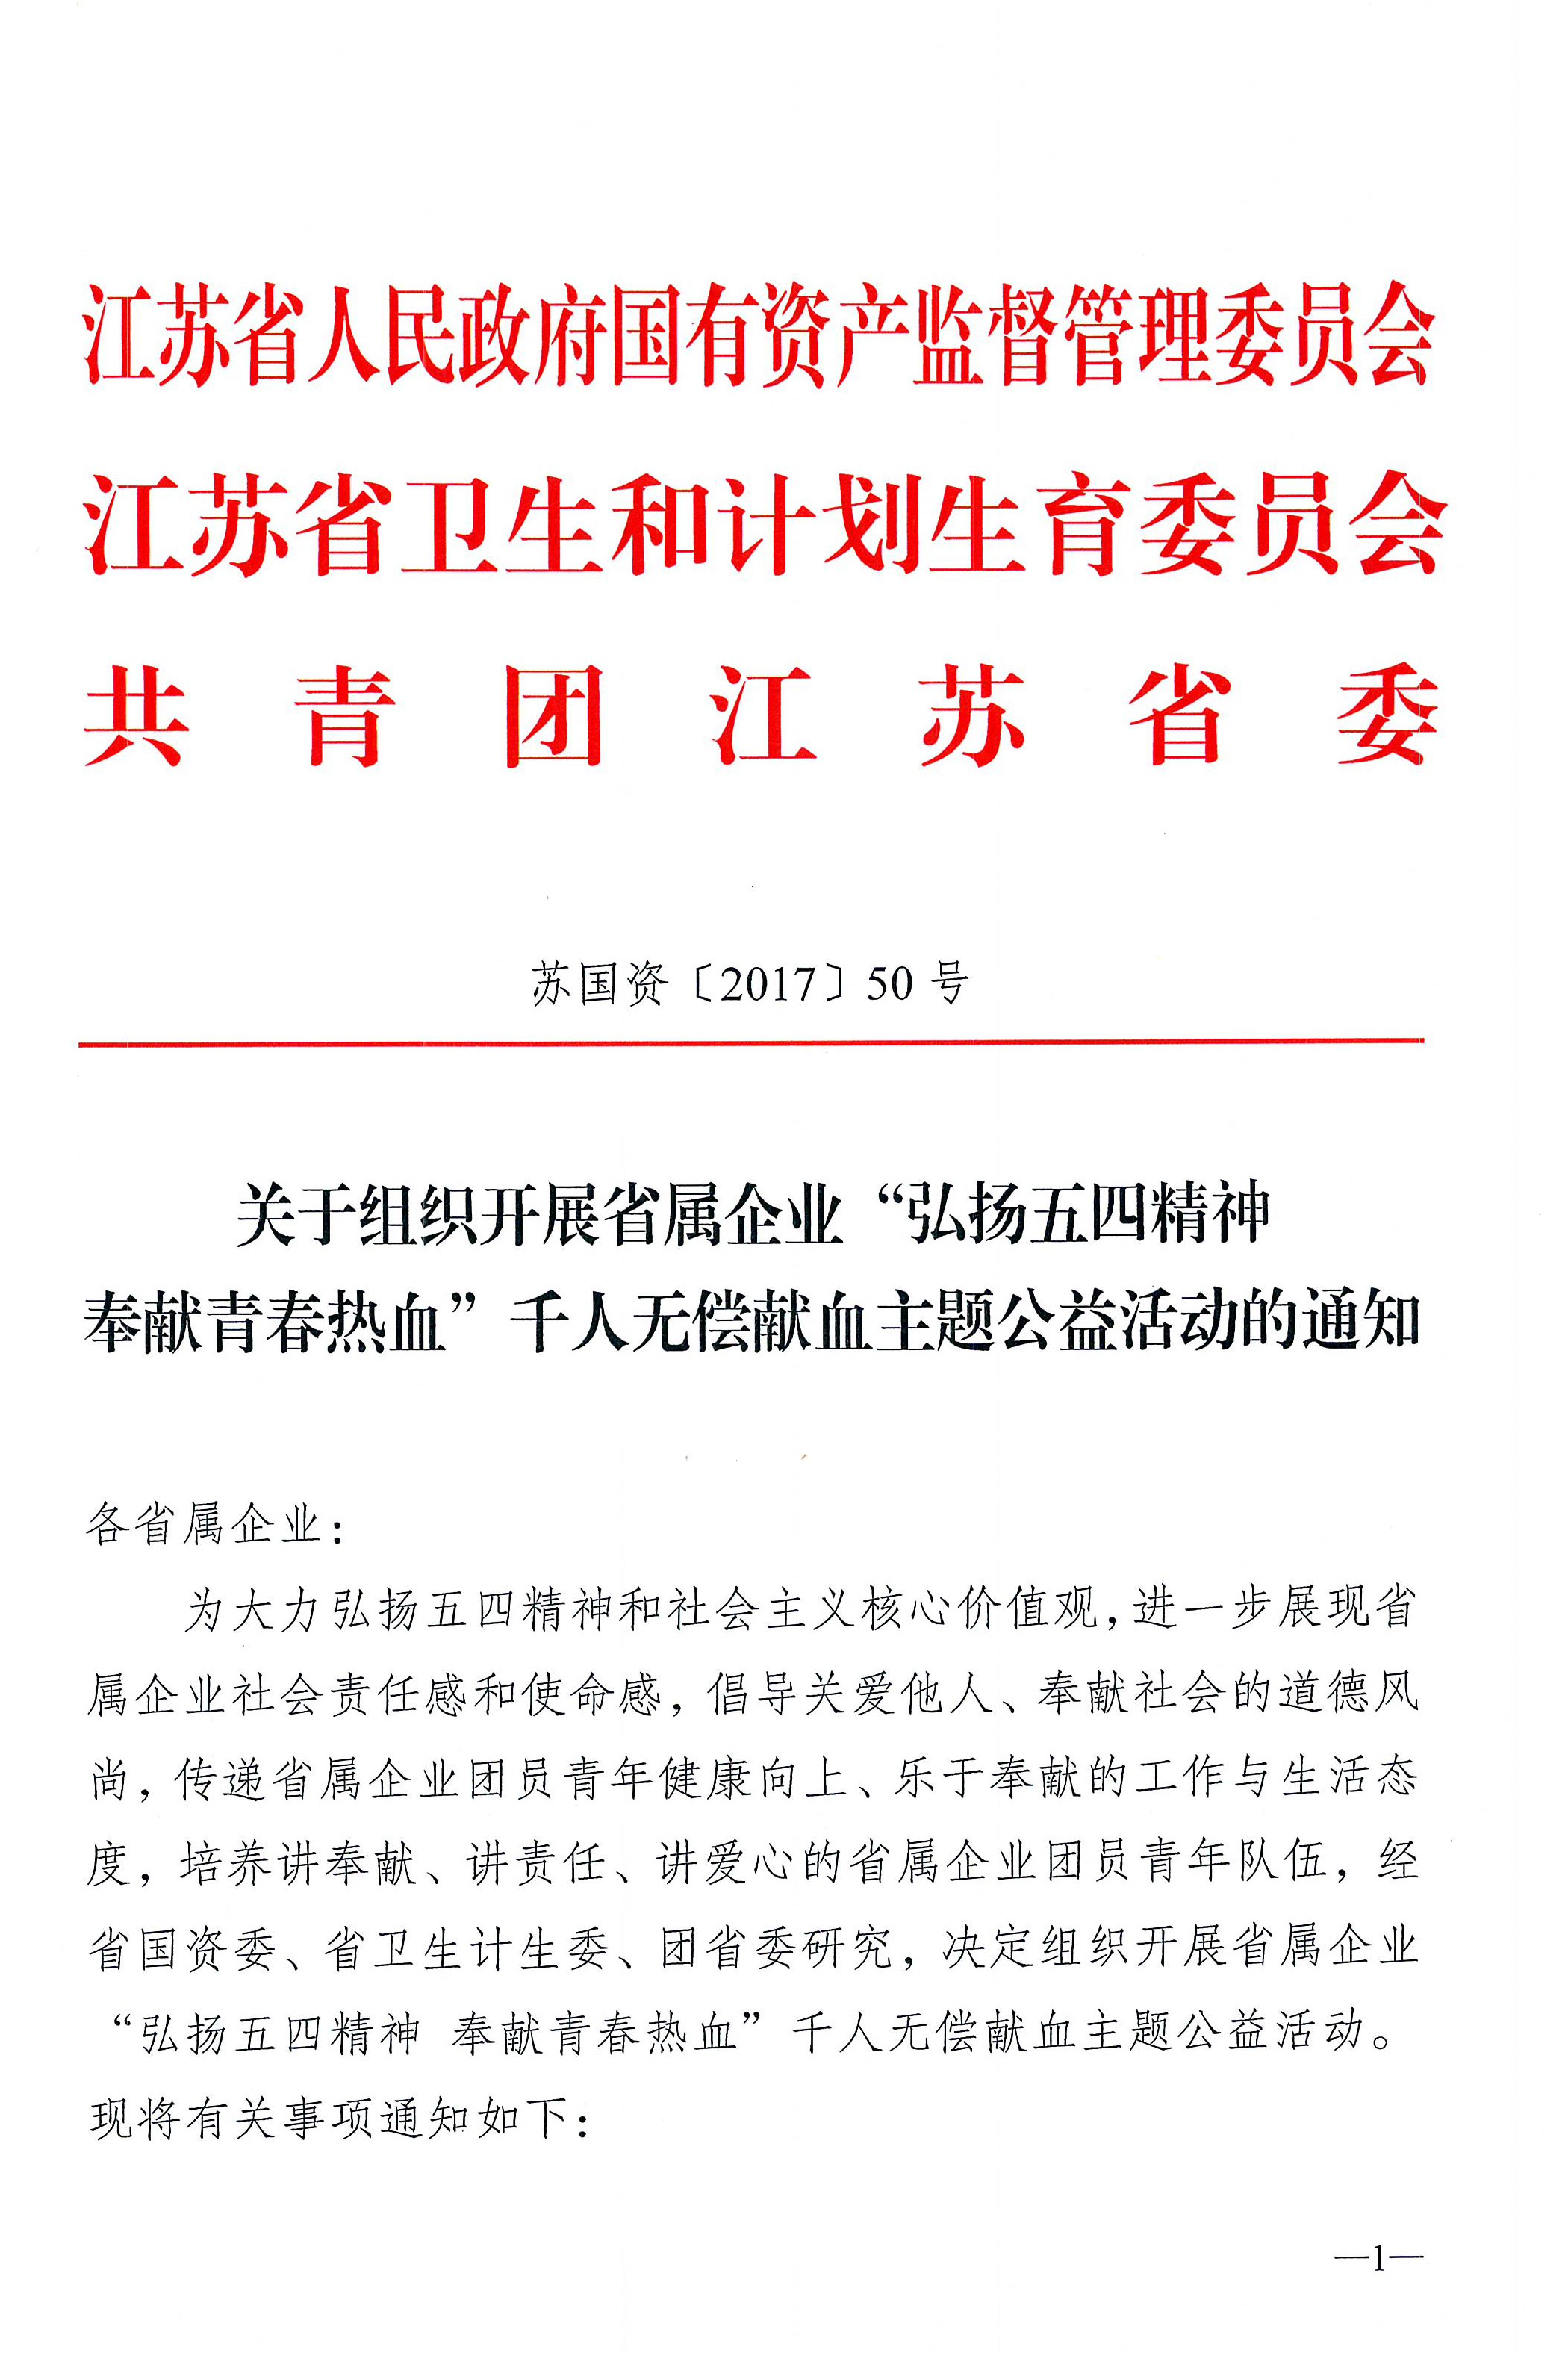 江苏省人民政府国有资产监督管理委员会
江苏省卫生和计划生育委员会
共青团江苏省委
苏国资〔2017〕50号
关于组织开展省属企业“弘扬五四精神
奉献青春热血”千人无偿献血主题公益活动的通知
各省属企业：
为大力弘扬五四精神和社会主义核心价值观，进一步展现省
属企业社会责任感和使命感，倡导关爱他人、奉献社会的道德风
尚，传递省属企业团员青年健康向上、乐于奉献的工作与生活态
度，培养讲奉献、讲责任、讲爱心的省属企业团员青年队伍，经
省国资委、省卫生计生委、团省委研究，决定组织开展省属企业
“弘扬五四精神 奉献青春热血”千人无偿献血主题公益活动。
现将有关事项通知如下：
—1—